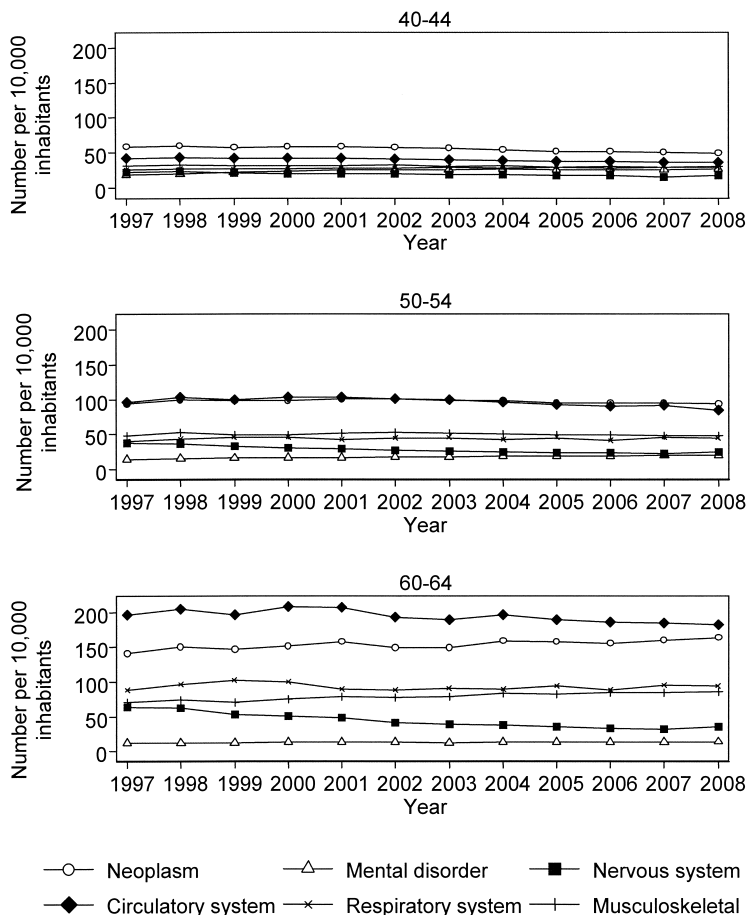 40-44
Number per 10,000
inhabitants
200
150
100
50
0
1997 1998 1999 2000 2001 2002 2003 2004 2005 2006 2007 2008
Year
50-54
Number per 10,000
inhabitants
200
150
100
50
0
1997 1998 1999 2000 2001 2002 2003 2004 2005 2006 2007 2008
Year
60-64
Number per 10,000
inhabitants
200
150
100
50
0
1997 1998 1999 2000 2001 2002 2003 2004 2005 2006 2007 2008
Year
Neoplasm Mental disorder Nervous system
Circulatory system Respiratory system Musculoskeletal